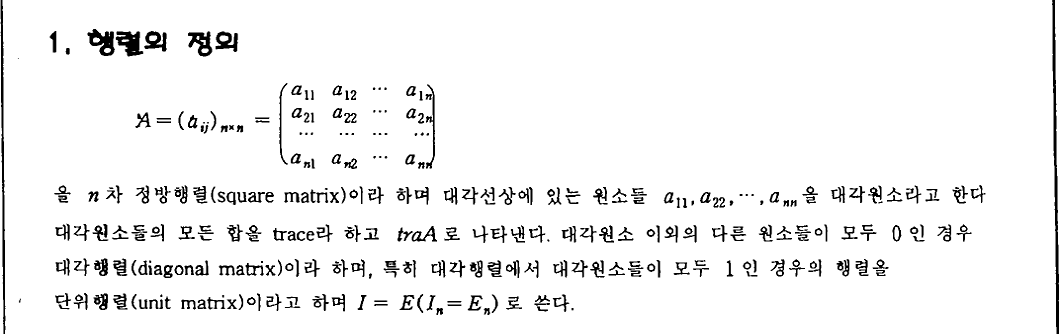 1. 행렬의 정의
A = (a_{ij})_{n×n} = \begin{pmatrix} a_{11} & a_{12} & \cdots & a_{1n} \\ a_{21} & a_{22} & \cdots & a_{2n} \\ \cdots & \cdots & \cdots & \cdots \\ a_{n1} & a_{n2} & \cdots & a_{nn} \end{pmatrix}
을 n차 정방행렬(square matrix)이라 하며 대각선상에 있는 원소들 a_{11}, a_{22}, ⋯, a_{nn}을 대각원소라고 한다
대각원소들의 모든 합을 trace라 하고 traA로 나타낸다. 대각원소 이외의 다른 원소들이 모두 0인 경우
대각행렬(diagonal matrix)이라 하며, 특히 대각행렬에서 대각원소들이 모두 1인 경우의 행렬을
단위행렬(unit matrix)이라고 하며 I = E(I_n = E_n)로 쓴다.